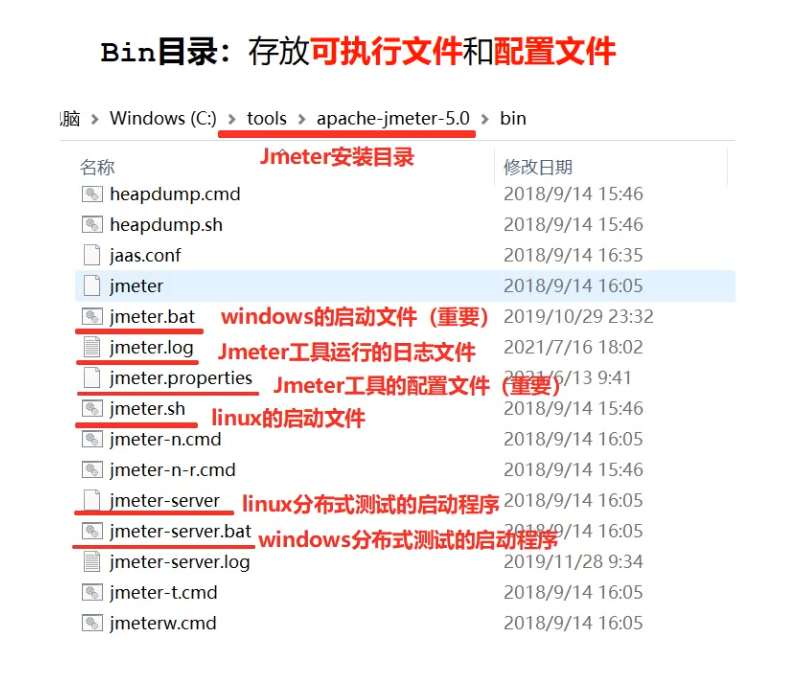 Bin目录：存放可执行文件和配置文件
脑 > Windows (C:) > tools > apache-jmeter-5.0 > bin
Jmeter安装目录
名称 修改日期
heapdump.cmd 2018/9/14 15:46
heapdump.sh 2018/9/14 15:46
jaas.conf 2018/9/14 16:35
jmeter 2018/9/14 16:05
jmeter.bat windows的启动文件（重要） 2019/10/29 23:32
jmeter.log Jmeter工具运行的日志文件 2021/7/16 18:02
jmeter.properties Jmeter工具的配置文件（重要） 2021/6/13 9:41
jmeter.sh linux的启动文件 2018/9/14 15:46
jmeter-n.cmd 2018/9/14 16:05
jmeter-n-r.cmd 2018/9/14 15:46
jmeter-server linux分布式测试的启动程序 2018/9/14 16:05
jmeter-server.bat windows分布式测试的启动程序 2018/9/14 16:05
jmeter-server.log 2019/11/28 9:34
jmeter-t.cmd 2018/9/14 16:05
jmeterw.cmd 2018/9/14 16:05